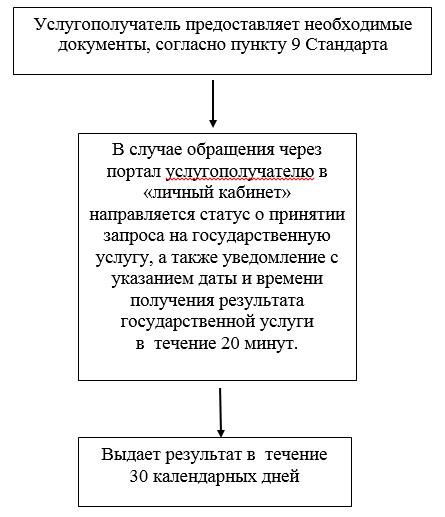 Услугополучатель предоставляет необходимые
документы, согласно пункту 9 Стандарта
В случае обращения через
портал услугополучателю в
«личный кабинет»
направляется статус о принятии
запроса на государственную
услугу, а также уведомление с
указанием даты и времени
получения результата
государственной услуги
в течение 20 минут.
Выдает результат в течение
30 календарных дней